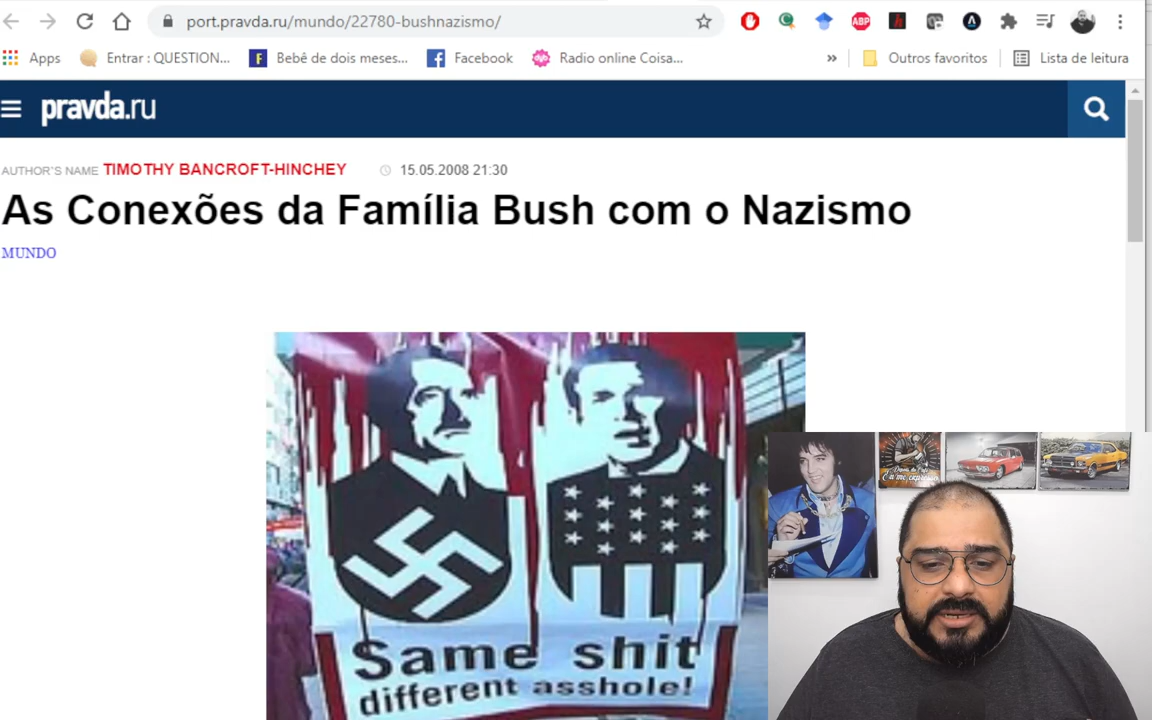 port.pravda.ru/mundo/22780-bushnazismo/
ABP
Apps
Entrar : QUESTION...
Bebê de dois meses...
Facebook
Radio online Coisa...
»
Outros favoritos
Lista de leitura
pravda.ru
AUTHOR'S NAME TIMOTHY BANCROFT-HINCHEY 15.05.2008 21:30
As Conexões da Família Bush com o Nazismo
MUNDO
Same shit
different asshole!